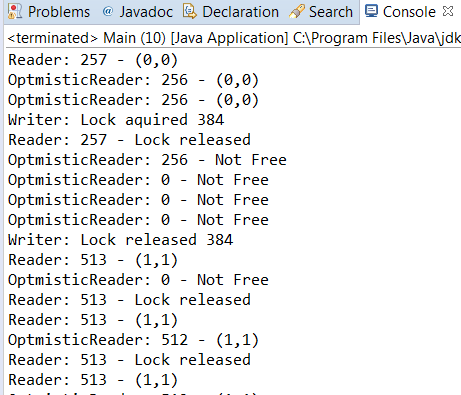 Problems @ Javadoc Declaration Search Console
<terminated> Main (10) [Java Application] C:\Program Files\Java\jdk
Reader: 257 - (0,0)
OptmisticReader: 256 - (0,0)
OptmisticReader: 256 - (0,0)
Writer: Lock aquired 384
Reader: 257 - Lock released
OptmisticReader: 256 - Not Free
OptmisticReader: 0 - Not Free
OptmisticReader: 0 - Not Free
OptmisticReader: 0 - Not Free
Writer: Lock released 384
Reader: 513 - (1,1)
OptmisticReader: 0 - Not Free
Reader: 513 - Lock released
Reader: 513 - (1,1)
OptmisticReader: 512 - (1,1)
Reader: 513 - Lock released
Reader: 513 - (1,1)